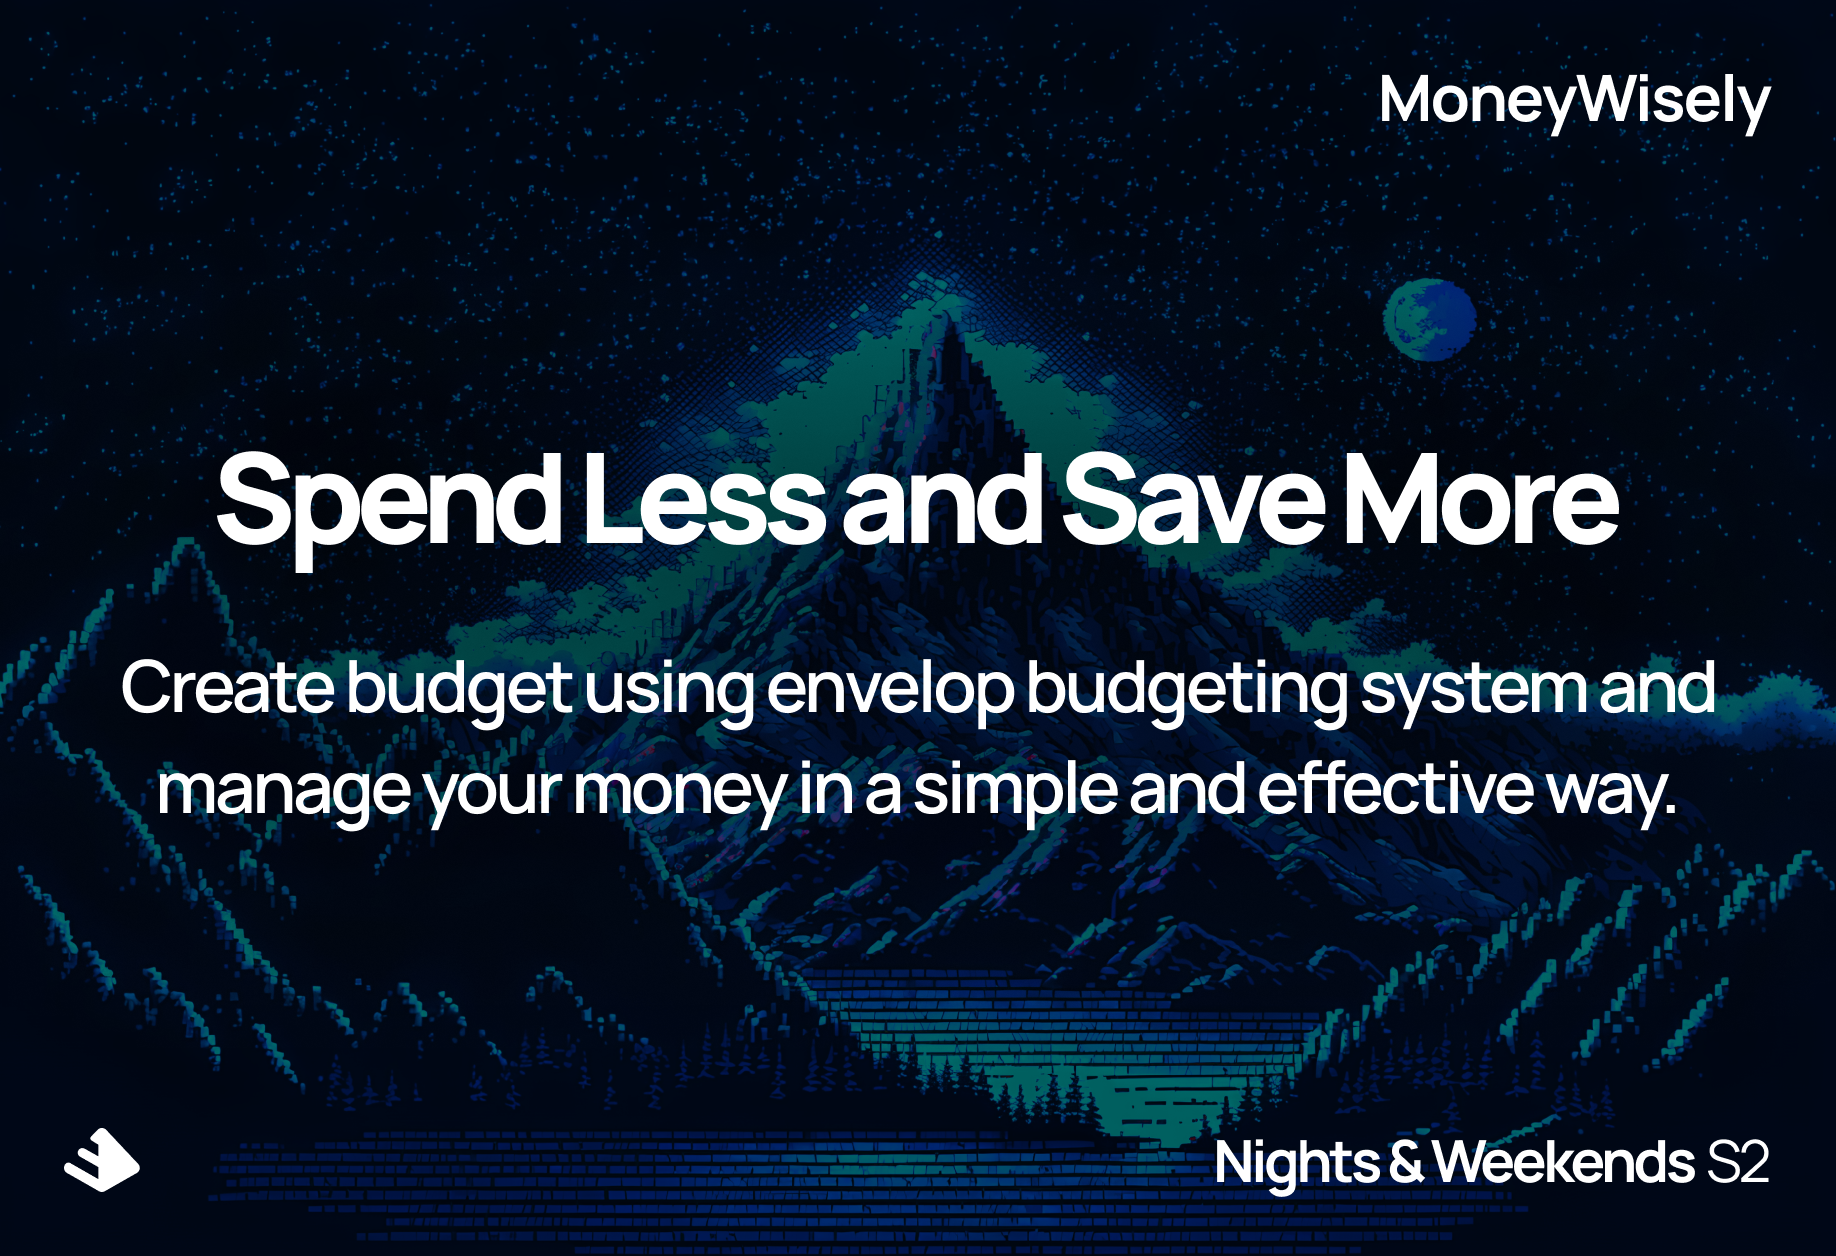 MoneyWisely
Spend Less and Save More
Create budget using envelop budgeting system and
manage your money in a simple and effective way.
Nights & Weekends S2